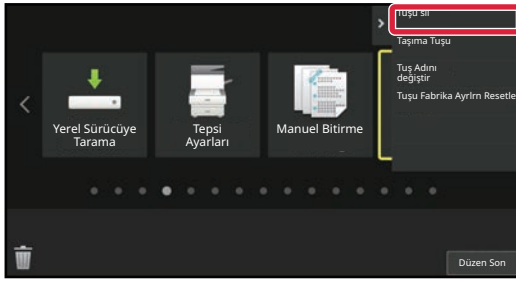 Tuşu sil
Taşıma Tuşu
Tuş Adını
değiştir
Tuşu Fabrika Ayrlrn Resetle
Yerel Sürücüye
Tarama
Tepsi
Ayarları
Manuel Bitirme
Düzen Son